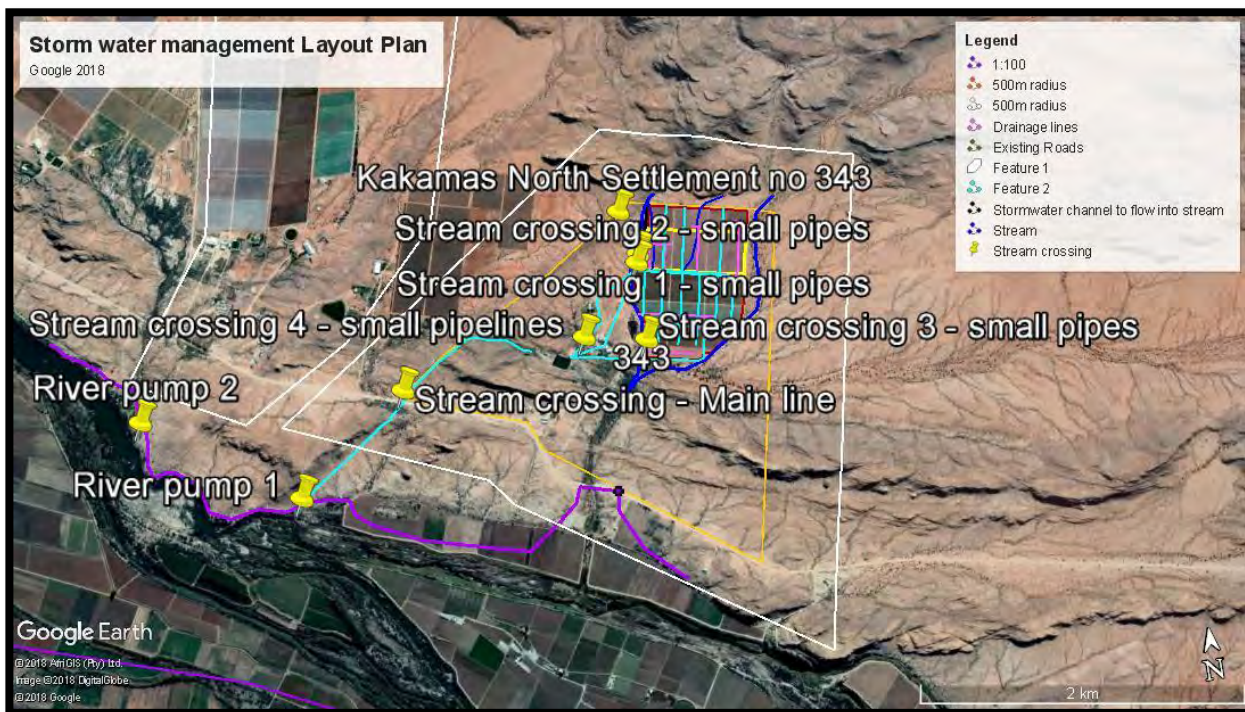 Storm water management Layout Plan
Google 2018
Legend
1:100
500m radius
500m radius
Drainage lines
Existing Roads
Feature 1
Feature 2
Stormwater channel to flow into stream
Stream
Stream crossing
Kakamas North Settlement no 343
Stream crossing 2 - small pipes
Stream crossing 1 - small pipes
Stream crossing 4 - small pipelines
Stream crossing 3 - small pipes
343
River pump 2
Stream crossing - Main line
River pump 1
Google Earth
© 2018 AfriGIS (Pty) Ltd.
Image © 2018 DigitalGlobe
© 2018 Google
N
2 km